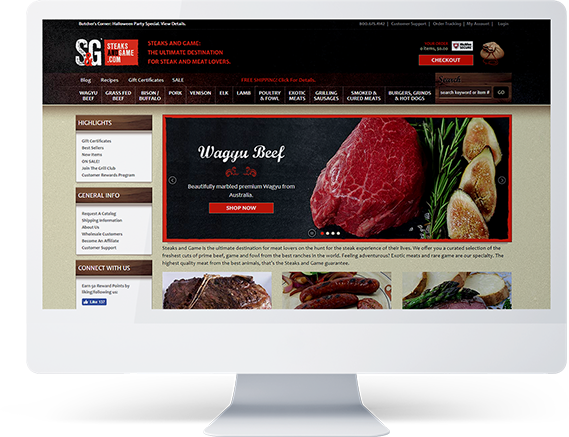 Butcher's Corner: Halloween Party Special. View Details.
Customer Support | Order Tracking | My Account | Login
S&G STEAKS AND GAME .COM
STEAKS AND GAME:
THE ULTIMATE DESTINATION
FOR STEAK AND MEAT LOVERS.
YOUR ORDER
0 items, $0.00
CHECKOUT
Blog Recipes Gift Certificates SALE FREE SHIPPING! Click For Details.
Search
search keyword or item # GO
WAGYU BEEF
GRASS FED BEEF
BISON / BUFFALO
PORK
VENISON
ELK
LAMB
POULTRY & FOWL
EXOTIC MEATS
GRILLING SAUSAGES
SMOKED & CURED MEATS
BURGERS, GRINDS & HOT DOGS
HIGHLIGHTS
Gift Certificates
Best Sellers
New Items
ON SALE!
Join The Grill Club
Customer Rewards Program
GENERAL INFO
Request A Catalog
Shipping Information
About Us
Wholesale Customers
Become An Affiliate
Customer Support
CONNECT WITH US
Earn 50 Reward Points by
liking/following us:
Like 107
Wagyu Beef
Beautifully marbled premium Wagyu from
Australia.
SHOP NOW
Steaks and Game is the ultimate destination for meat lovers on the hunt for the steak experience of their lives. We offer you a curated selection of the
freshest cuts of prime beef, game and food from the best ranches in the world. Feeling adventurous? Exotic meats and rare game are our specialty. The
highest quality meat from the best animals, that's the Steaks and Game guarantee.